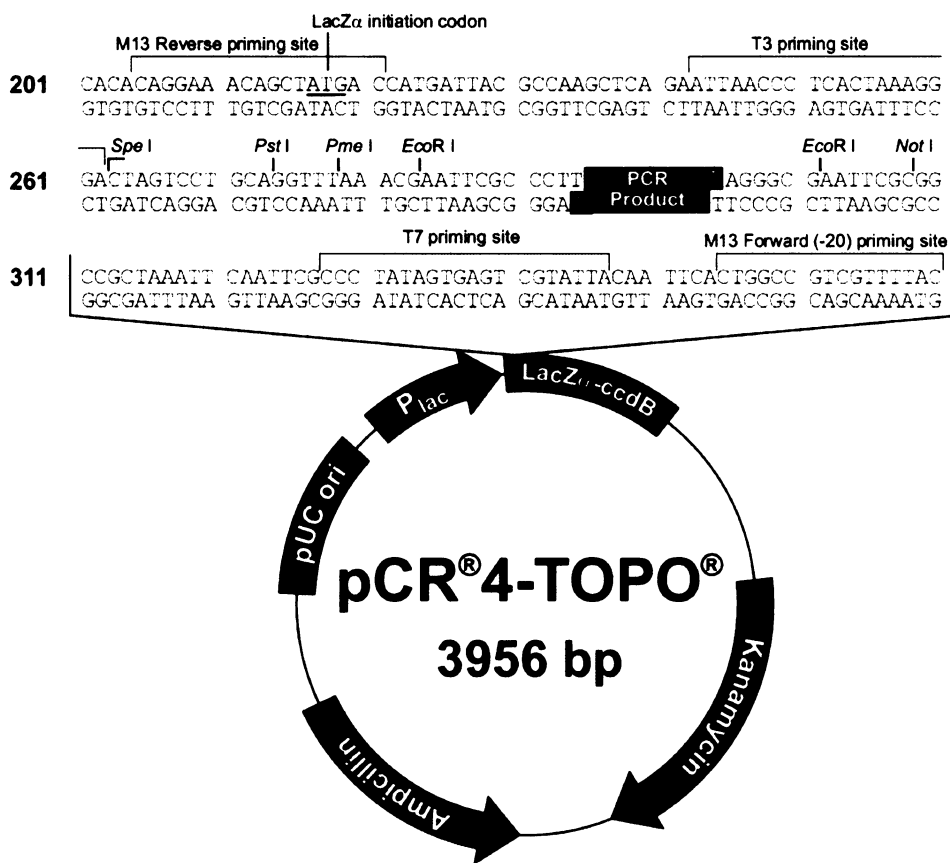 LacZα initiation codon
M13 Reverse priming site
T3 priming site
201 CACACAGGAA ACAGCTATGA CCATGATTAC GCCAAGCTCA GAATTAACCC TCACTAAAGG
GTGTGTCCTT TGTCGATACT GGTACTAATG CGGTTCGAGT CTTAATTGGG AGTGATTTCC
Spe I Pst I Pme I EcoR I EcoR I Not I
261 GACTAGTCCT GCAGGTTTAA ACGAATTCGC CCTT PCR AGGGC GAATTCGCGG
CTGATCAGGA CGTCCAAATT TGCTTAAGCG GGA Product TTCCCG CTTAAGCGCC
T7 priming site M13 Forward (-20) priming site
311 CCGCTAAATT CAATTCGCCC TATAGTGAGT CGTATTACAA TTCACTGGCC GTCGTTTTAC
GGCGATTTAA GTTAAGCGGG ATATCACTCA GCATAATGTT AAGTGACCGG CAGCAAAATG
Plac
LacZα-ccdB
pUC ori
pCR®4-TOPO®
3956 bp
Kanamycin
Ampicillin